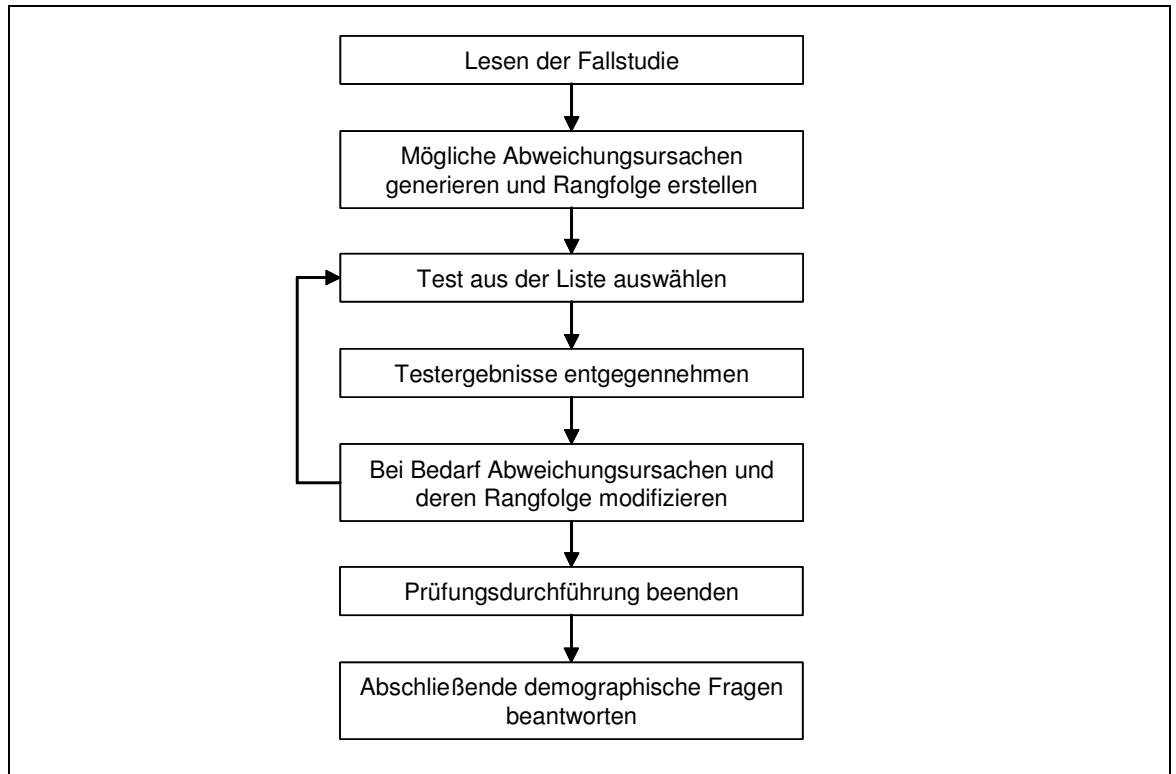 Lesen der Fallstudie
Mögliche Abweichungsursachen
generieren und Rangfolge erstellen
Test aus der Liste auswählen
Testergebnisse entgegennehmen
Bei Bedarf Abweichungsursachen und
deren Rangfolge modifizieren
Prüfungsdurchführung beenden
Abschließende demographische Fragen
beantworten